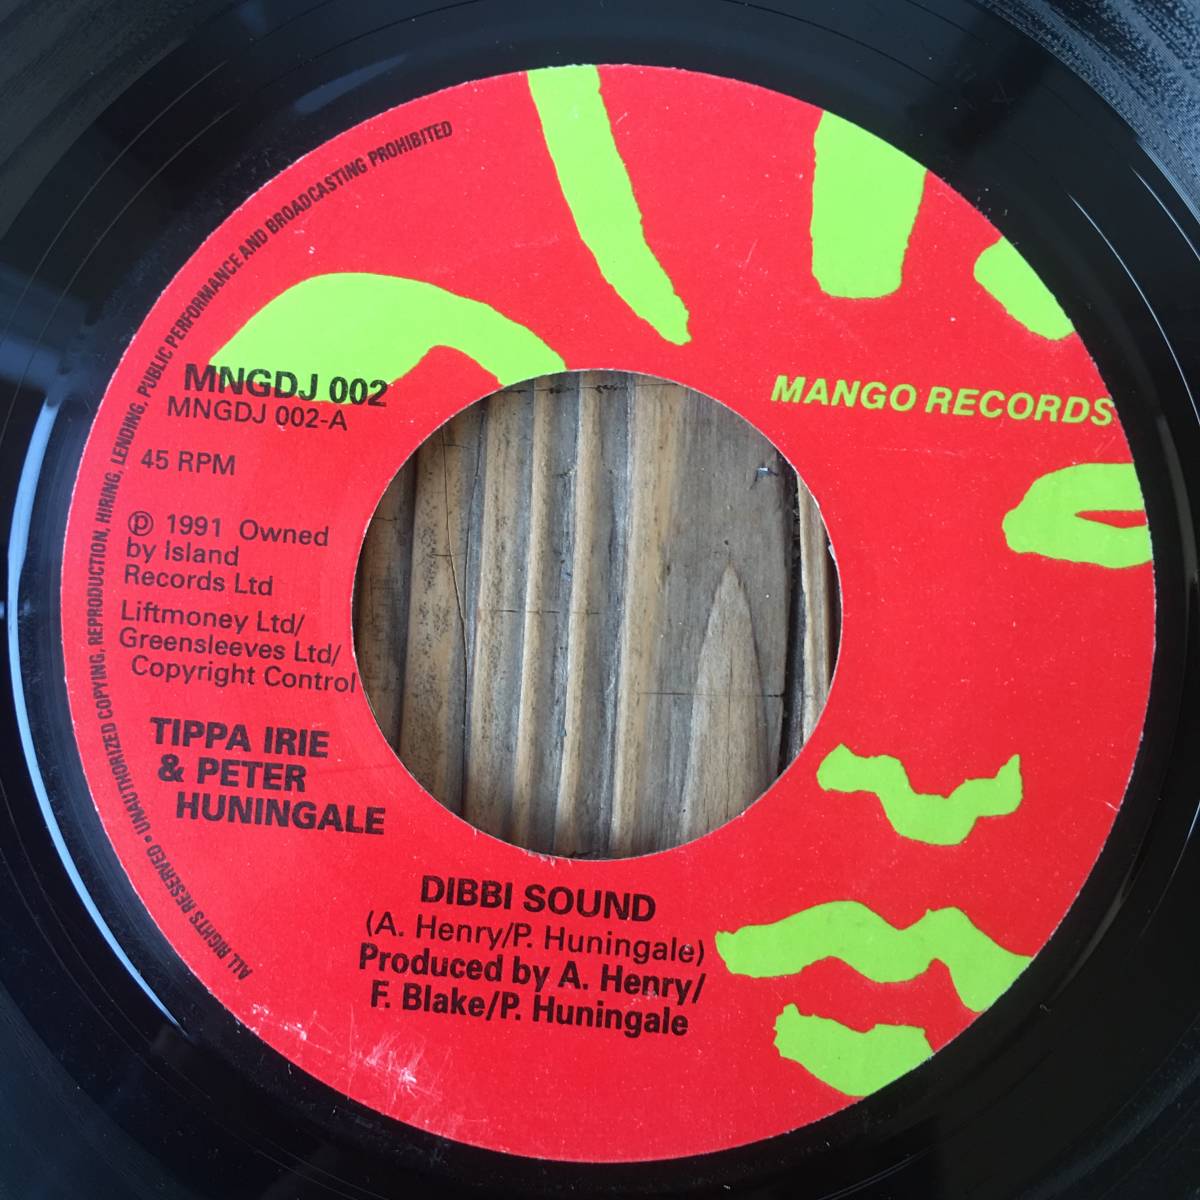 MNGDJ 002
MNGDJ 002-A
MANGO RECORDS
45 RPM
℗ 1991 Owned
by Island
Records Ltd
Liftmoney Ltd/
Greensleeves Ltd/
Copyright Control
TIPPA IRIE
& PETER
HUNINGALE
DIBBI SOUND
(A. Henry/P. Huningale)
Produced by A. Henry/
F. Blake/P. Huningale
ALL RIGHTS RESERVED • UNAUTHORIZED COPYING, REPRODUCTION, HIRING, LENDING, PUBLIC PERFORMANCE AND BROADCASTING PROHIBITED